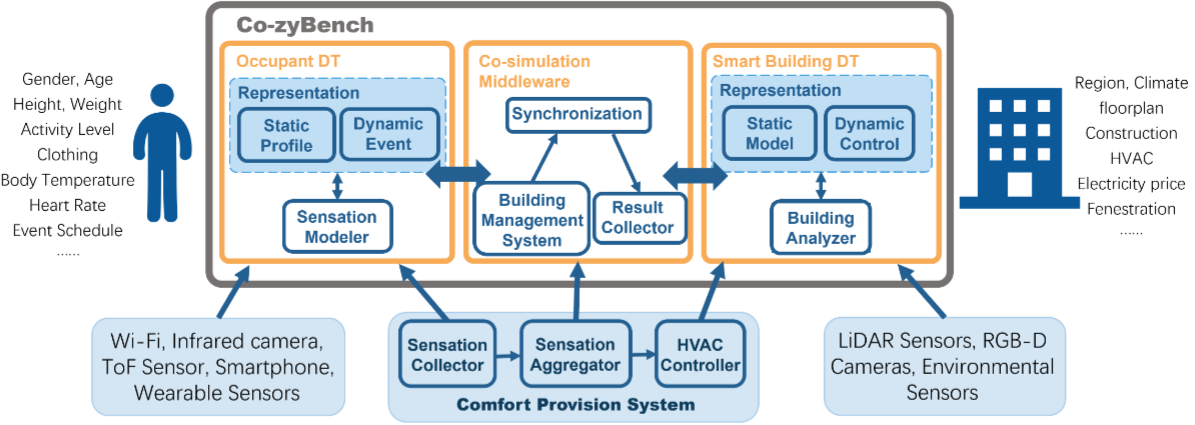 Co-zyBench
Gender, Age
Height, Weight
Activity Level
Clothing
Body Temperature
Heart Rate
Event Schedule
......
Occupant DT
Representation
Static
Profile
Dynamic
Event
Sensation
Modeler
Co-simulation
Middleware
Synchronization
Building
Management
System
Result
Collector
Smart Building DT
Representation
Static
Model
Dynamic
Control
Building
Analyzer
Region, Climate
floorplan
Construction
HVAC
Electricity price
Fenestration
......
Wi-Fi, Infrared camera,
ToF Sensor, Smartphone,
Wearable Sensors
Sensation
Collector
Sensation
Aggregator
HVAC
Controller
Comfort Provision System
LiDAR Sensors, RGB-D
Cameras, Environmental
Sensors